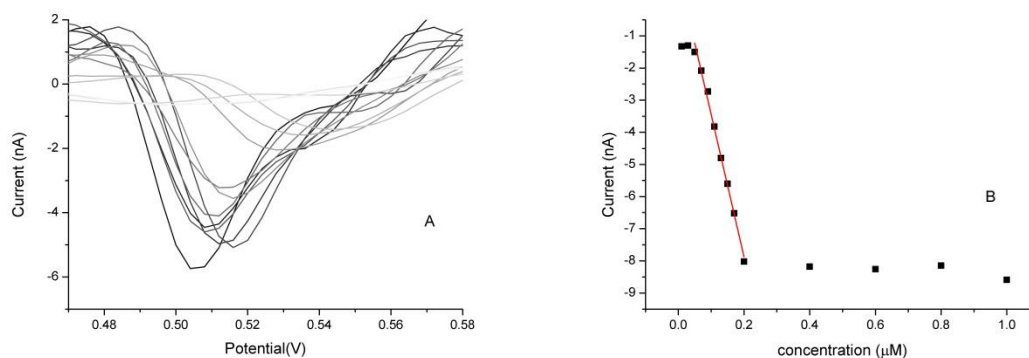 2
0
-2
-4
-6
0.48 0.50 0.52 0.54 0.56 0.58
Current (nA)
Potential(V)
A
-1
-2
-3
-4
-5
-6
-7
-8
-9
0.0 0.2 0.4 0.6 0.8 1.0
Current (nA)
concentration (μM)
B